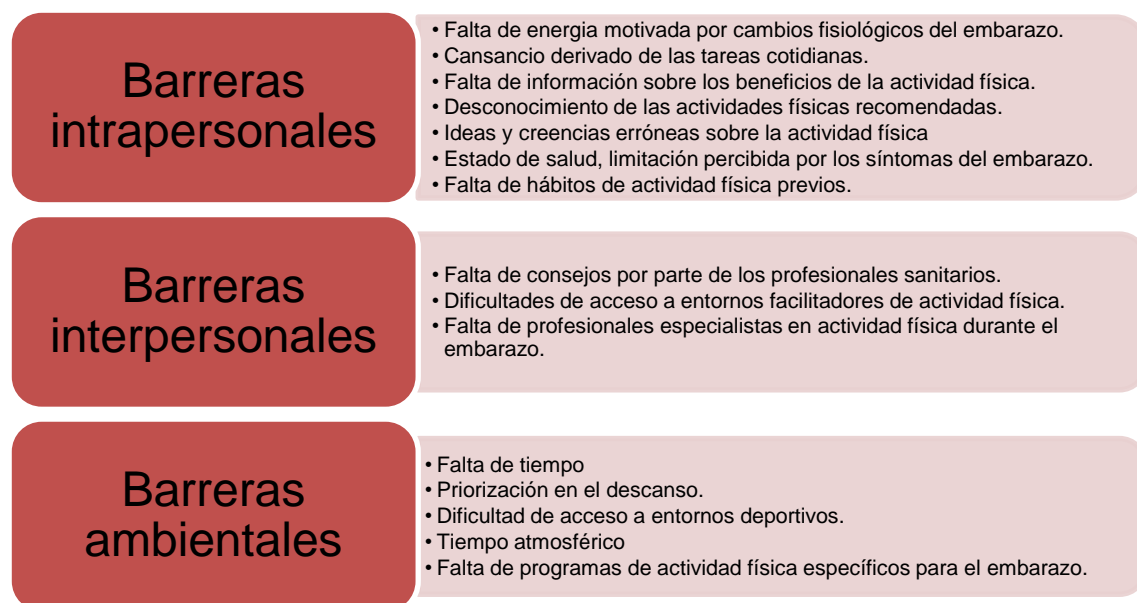 Barreras
intrapersonales
• Falta de energia motivada por cambios fisiológicos del embarazo.
• Cansancio derivado de las tareas cotidianas.
• Falta de información sobre los beneficios de la actividad física.
• Desconocimiento de las actividades físicas recomendadas.
• Ideas y creencias erróneas sobre la actividad física
• Estado de salud, limitación percibida por los síntomas del embarazo.
• Falta de hábitos de actividad física previos.
Barreras
interpersonales
• Falta de consejos por parte de los profesionales sanitarios.
• Dificultades de acceso a entornos facilitadores de actividad física.
• Falta de profesionales especialistas en actividad física durante el
embarazo.
Barreras
ambientales
• Falta de tiempo
• Priorización en el descanso.
• Dificultad de acceso a entornos deportivos.
• Tiempo atmosférico
• Falta de programas de actividad física específicos para el embarazo.